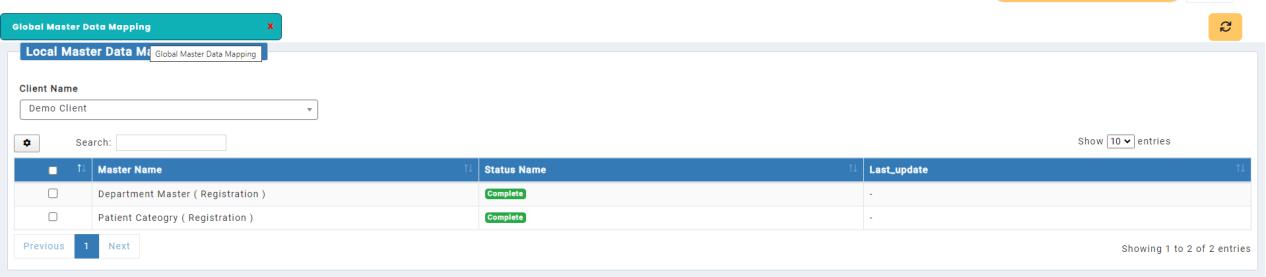 Global Master Data Mapping x
Local Master Data Ma
Global Master Data Mapping
Client Name
Demo Client
Search:
Show 10 entries
Master Name Status Name Last_update
Department Master ( Registration ) Complete -
Patient Cateogry ( Registration ) Complete -
Previous 1 Next
Showing 1 to 2 of 2 entries